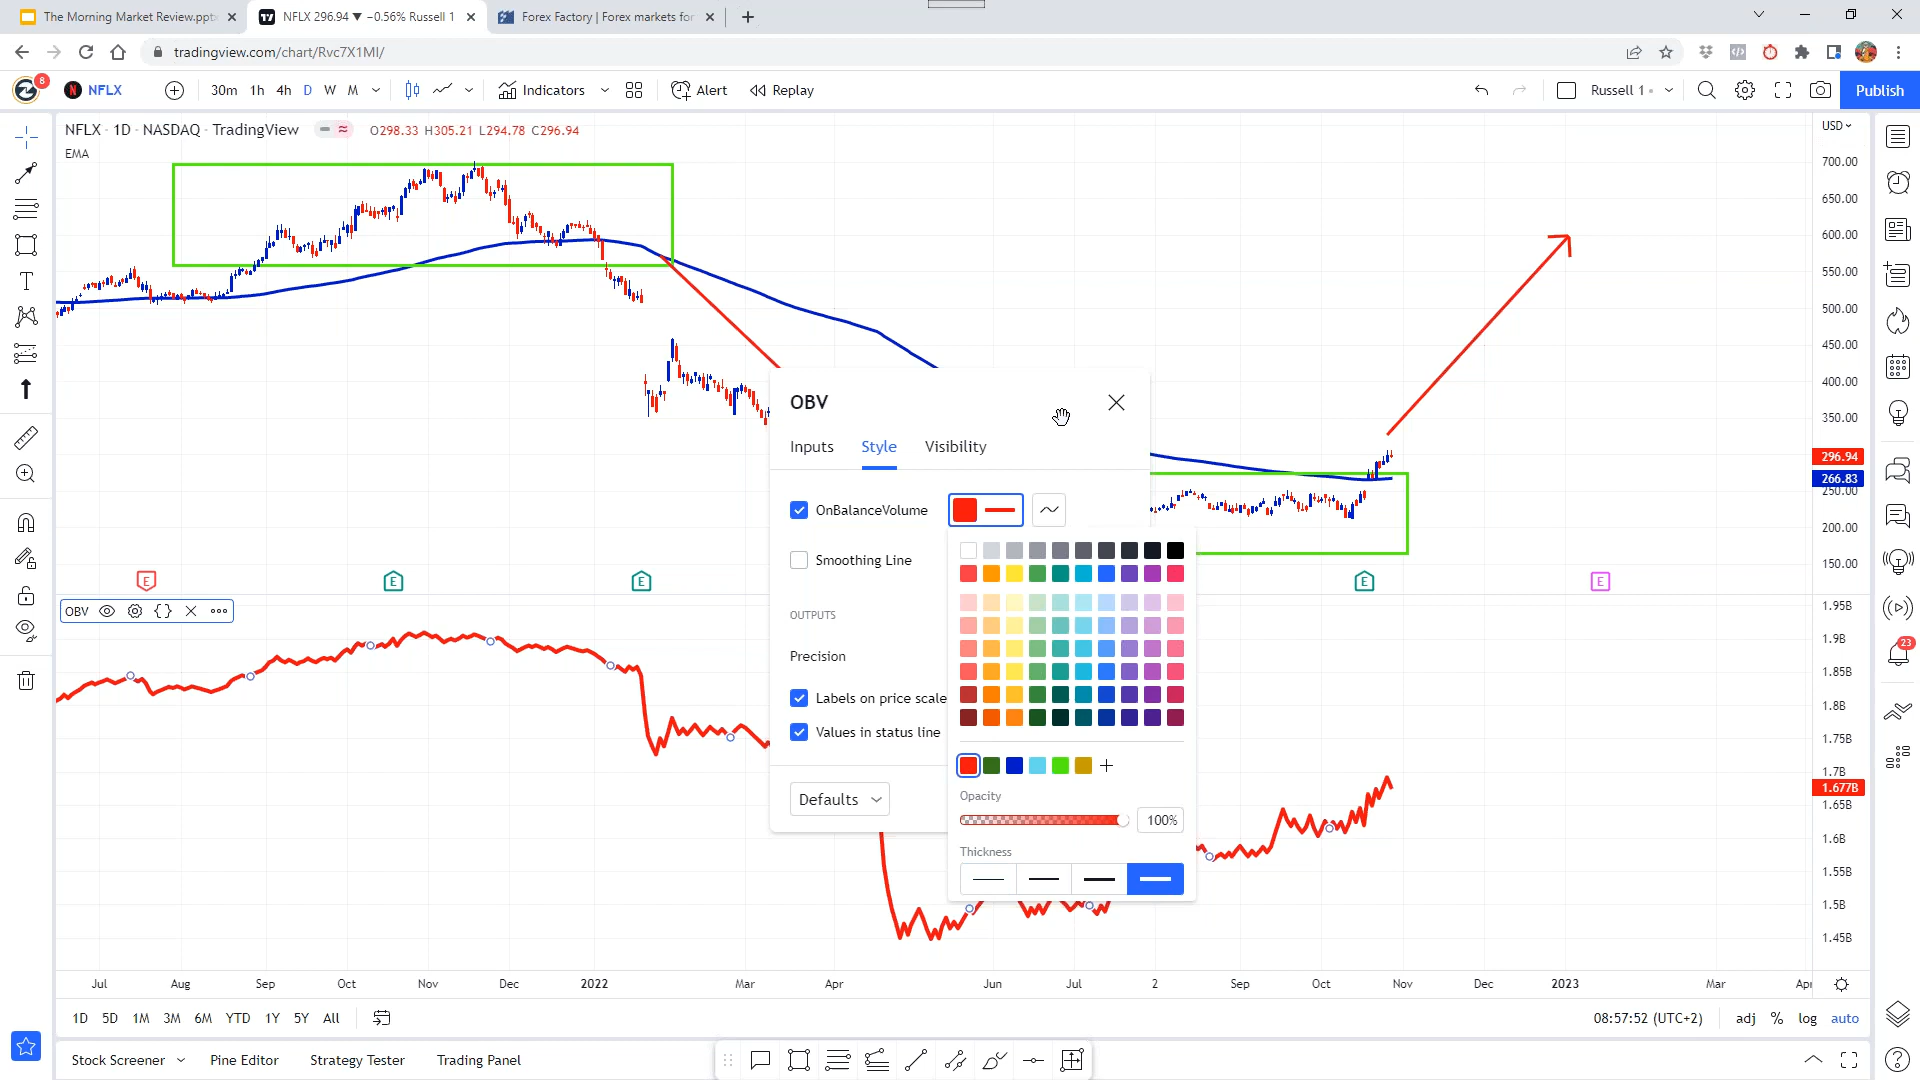 The Morning Market Review.ppt
NFLX 296.94 ▼ −0.56% Russell 1
Forex Factory | Forex markets for
tradingview.com/chart/Rvc7X1MI/
8
NFLX
30m 1h 4h D W M
Indicators
Alert
Replay
Russell 1
Publish
NFLX · 1D · NASDAQ · TradingView
O298.33 H305.21 L294.78 C296.94
EMA
USD
700.00
650.00
600.00
550.00
500.00
450.00
400.00
350.00
296.94
266.83
250.00
200.00
150.00
E
E
E
E
E
OBV
Inputs
Style
Visibility
OnBalanceVolume
Smoothing Line
OUTPUTS
Precision
Labels on price scale
Values in status line
Defaults
Opacity
100%
Thickness
OBV
1.95B
1.9B
1.85B
1.8B
1.75B
1.7B
1.677B
1.65B
1.6B
1.55B
1.5B
1.45B
23
Jul Aug Sep Oct Nov Dec 2022 Mar Apr Jun Jul 2 Sep Oct Nov Dec 2023 Mar Apr
1D 5D 1M 3M 6M YTD 1Y 5Y All
08:57:52 (UTC+2)
adj % log auto
Stock Screener
Pine Editor
Strategy Tester
Trading Panel